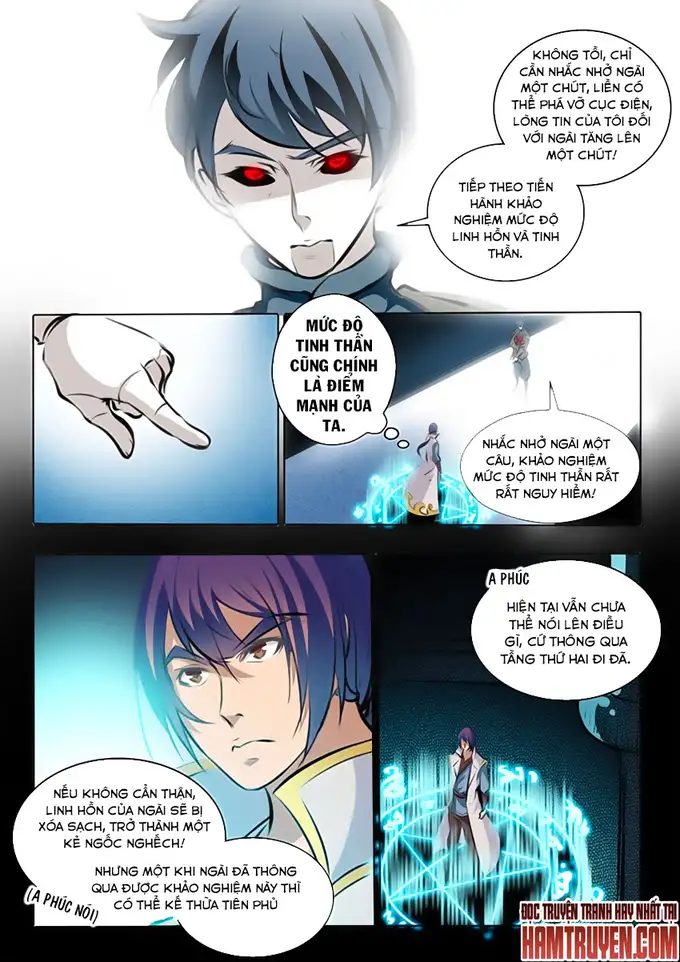 KHÔNG TỒI, CHỈ
CẦN NHẮC NHỞ NGÀI
MỘT CHÚT, LIỀN CÓ
THỂ PHÁ VỠ CỤC ĐIỆN,
LÒNG TIN CỦA TÔI ĐỐI
VỚI NGÀI TĂNG LÊN
MỘT CHÚT!
TIẾP THEO TIẾN
HÀNH KHẢO
NGHIỆM MỨC ĐỘ
LINH HỒN VÀ TINH
THẦN.
MỨC ĐỘ
TINH THẦN
CŨNG CHÍNH
LÀ ĐIỂM
MẠNH CỦA
TA.
NHẮC NHỞ NGÀI MỘT
CÂU, KHẢO NGHIỆM
MỨC ĐỘ TINH THẦN RẤT
RẤT NGUY HIỂM!
A PHÚC
HIỆN TẠI VẪN CHƯA
THỂ NÓI LÊN ĐIỀU
GÌ, CỨ THÔNG QUA
TẦNG THỨ HAI ĐI ĐÃ.
NẾU KHÔNG CẨN THẬN,
LINH HỒN CỦA NGÀI SẼ BỊ
XÓA SẠCH, TRỞ THÀNH MỘT
KẺ NGỐC NGHẾCH!
NHƯNG MỘT KHI NGÀI ĐÃ THÔNG
QUA ĐƯỢC KHẢO NGHIỆM NÀY THÌ
CÓ THỂ KẾ THỪA TIÊN PHỦ
(A PHÚC NÓI)
ĐỌC TRUYỆN TRANH HAY NHẤT TẠI
HAMTRUYEN.COM